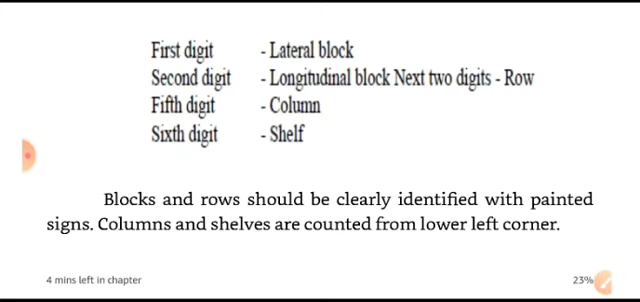 First digit - Lateral block
Second digit - Longitudinal block Next two digits - Row
Fifth digit - Column
Sixth digit - Shelf
Blocks and rows should be clearly identified with painted
signs. Columns and shelves are counted from lower left corner.
4 mins left in chapter 23%